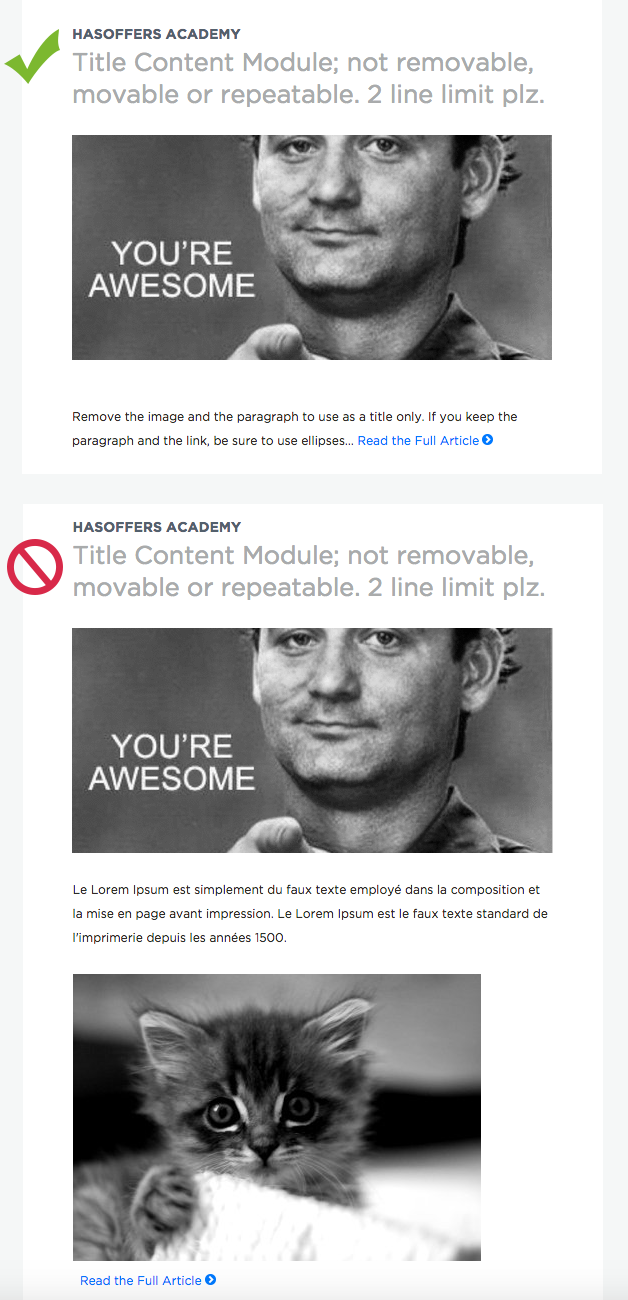 HASOFFERS ACADEMY
Title Content Module; not removable,
movable or repeatable. 2 line limit plz.
YOU'RE
AWESOME
Remove the image and the paragraph to use as a title only. If you keep the
paragraph and the link, be sure to use ellipses... Read the Full Article
HASOFFERS ACADEMY
Title Content Module; not removable,
movable or repeatable. 2 line limit plz.
YOU'RE
AWESOME
Le Lorem Ipsum est simplement du faux texte employé dans la composition et
la mise en page avant impression. Le Lorem Ipsum est le faux texte standard de
l'imprimerie depuis les années 1500.
Read the Full Article